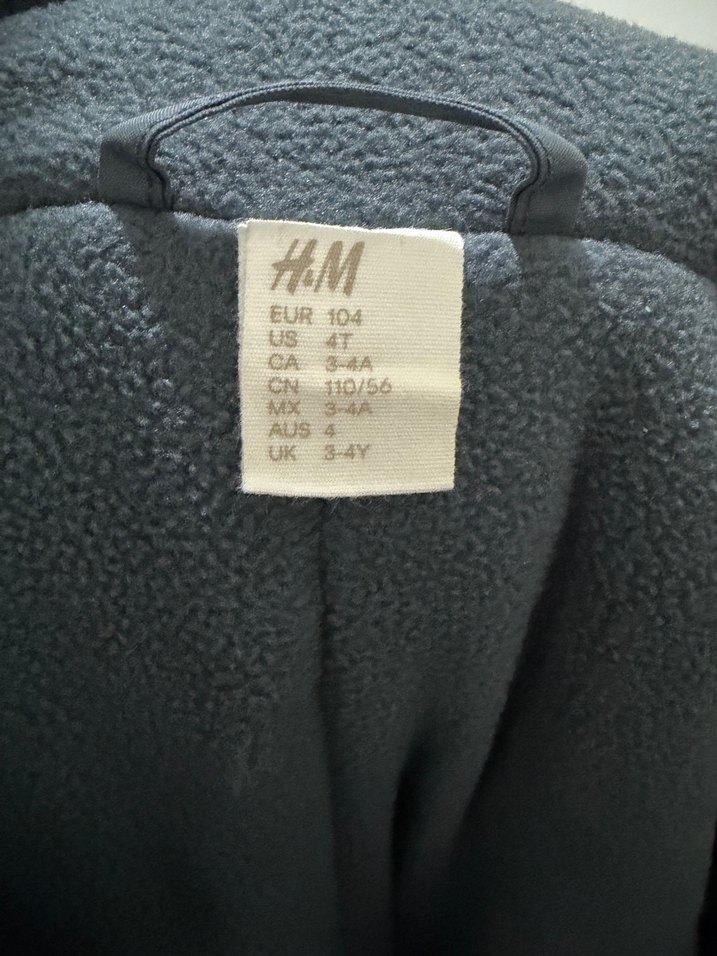 H&M
EUR 104
US 4T
CA 3-4A
CN 110/56
MX 3-4A
AUS 4
UK 3-4Y